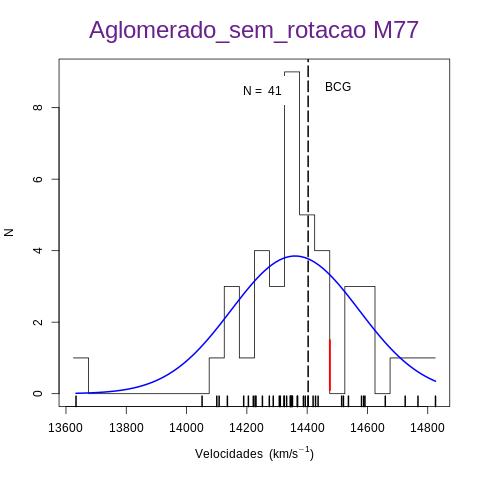 Aglomerado_sem_rotacao M77
N = 41
BCG
8
6
4
2
0
N
13600 13800 14000 14200 14400 14600 14800
Velocidades (km/s⁻¹)